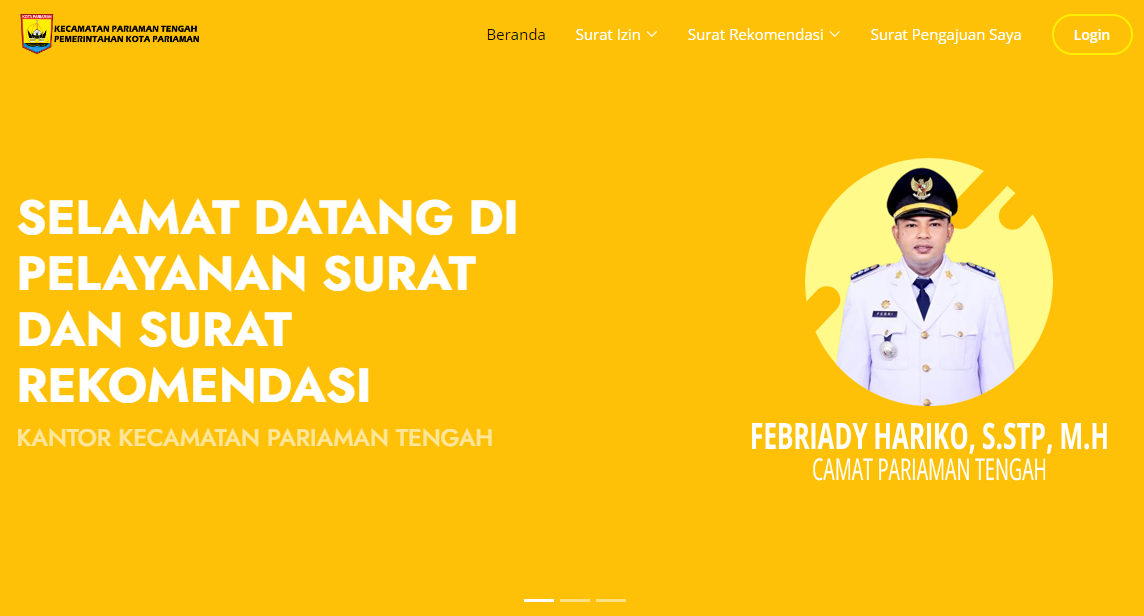 KOTA PARIAMAN
KECAMATAN PARIAMAN TENGAH
PEMERINTAHAN KOTA PARIAMAN
Beranda
Surat Izin
Surat Rekomendasi
Surat Pengajuan Saya
Login
SELAMAT DATANG DI
PELAYANAN SURAT
DAN SURAT
REKOMENDASI
KANTOR KECAMATAN PARIAMAN TENGAH
FEBRI
FEBRIADY HARIKO, S.STP, M.H
CAMAT PARIAMAN TENGAH